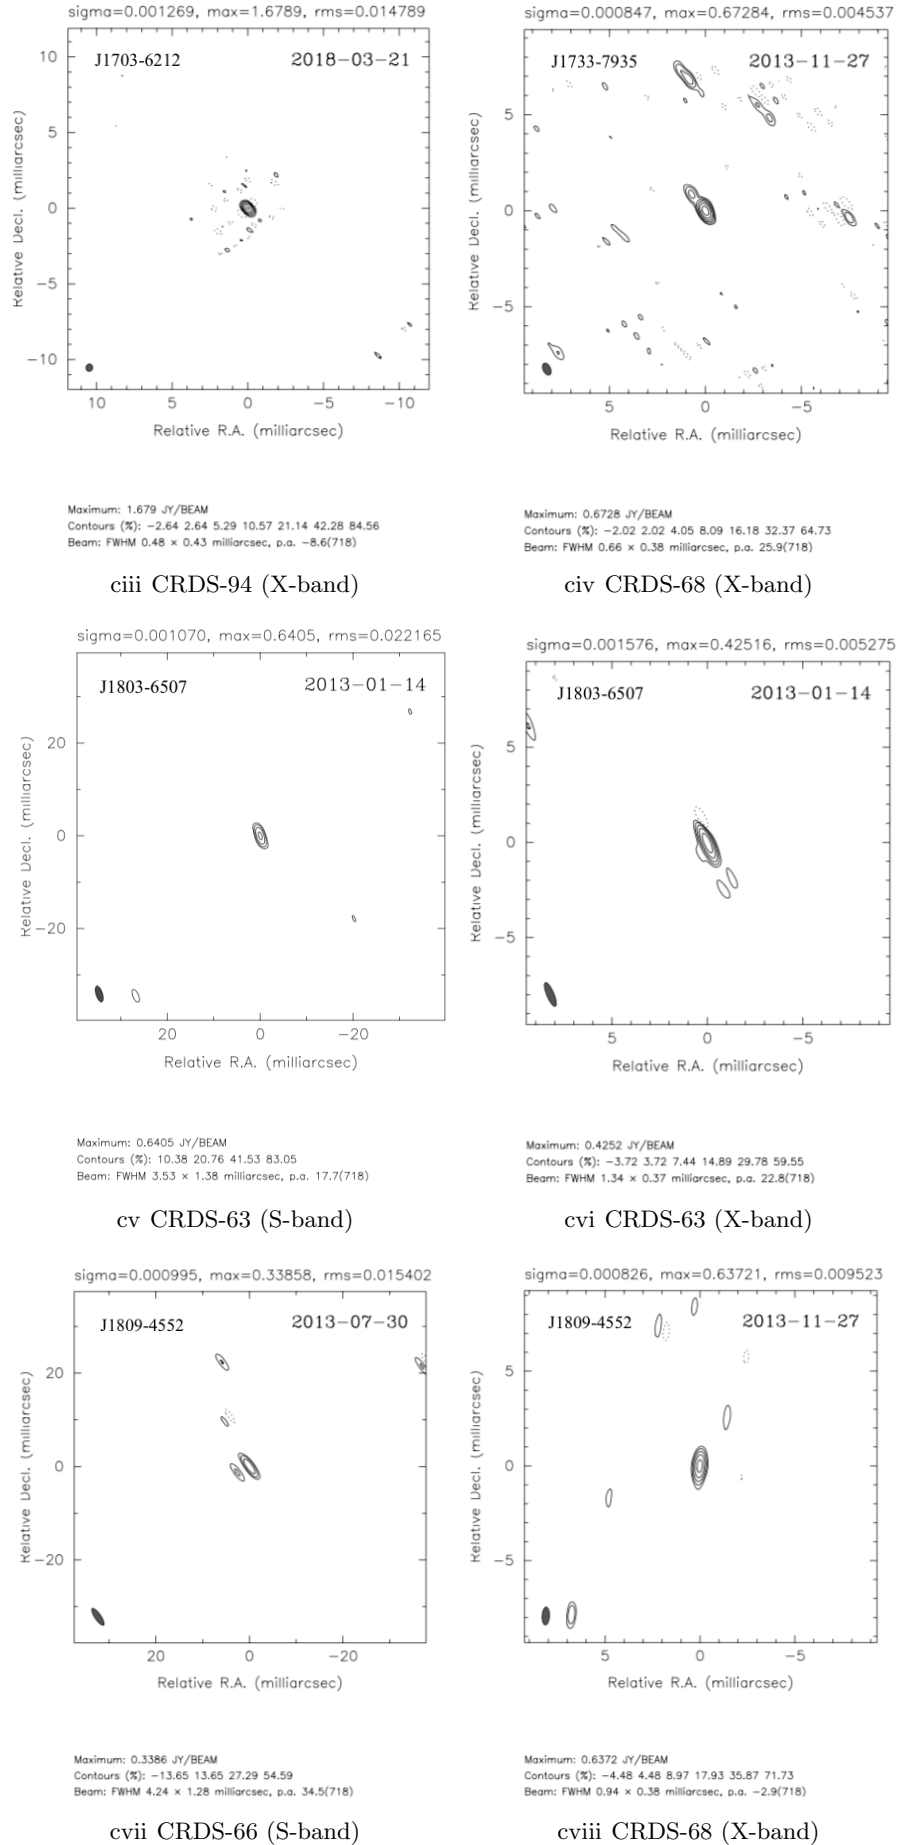 sigma=0.001269, max=1.6789, rms=0.014789
J1703-6212
2018-03-21
10
5
0
-5
-10
Relative Decl. (milliarcsec)
10 5 0 -5 -10
Relative R.A. (milliarcsec)
Maximum: 1.679 JY/BEAM
Contours (%): -2.64 2.64 5.29 10.57 21.14 42.28 84.56
Beam: FWHM 0.48 × 0.43 milliarcsec, p.a. -8.6(718)
ciii CRDS-94 (X-band)
sigma=0.000847, max=0.67284, rms=0.004537
J1733-7935
2013-11-27
5
0
-5
Relative Decl. (milliarcsec)
5 0 -5
Relative R.A. (milliarcsec)
Maximum: 0.6728 JY/BEAM
Contours (%): -2.02 2.02 4.05 8.09 16.18 32.37 64.73
Beam: FWHM 0.66 × 0.38 milliarcsec, p.a. 25.9(718)
civ CRDS-68 (X-band)
sigma=0.001070, max=0.6405, rms=0.022165
J1803-6507
2013-01-14
20
0
-20
Relative Decl. (milliarcsec)
20 0 -20
Relative R.A. (milliarcsec)
Maximum: 0.6405 JY/BEAM
Contours (%): 10.38 20.76 41.53 83.05
Beam: FWHM 3.53 × 1.38 milliarcsec, p.a. 17.7(718)
cv CRDS-63 (S-band)
sigma=0.001576, max=0.42516, rms=0.005275
J1803-6507
2013-01-14
5
0
-5
Relative Decl. (milliarcsec)
5 0 -5
Relative R.A. (milliarcsec)
Maximum: 0.4252 JY/BEAM
Contours (%): -3.72 3.72 7.44 14.89 29.78 59.55
Beam: FWHM 1.34 × 0.37 milliarcsec, p.a. 22.8(718)
cvi CRDS-63 (X-band)
sigma=0.000995, max=0.33858, rms=0.015402
J1809-4552
2013-07-30
20
0
-20
Relative Decl. (milliarcsec)
20 0 -20
Relative R.A. (milliarcsec)
Maximum: 0.3386 JY/BEAM
Contours (%): -13.65 13.65 27.29 54.59
Beam: FWHM 4.24 × 1.28 milliarcsec, p.a. 34.5(718)
cvii CRDS-66 (S-band)
sigma=0.000826, max=0.63721, rms=0.009523
J1809-4552
2013-11-27
5
0
-5
Relative Decl. (milliarcsec)
5 0 -5
Relative R.A. (milliarcsec)
Maximum: 0.6372 JY/BEAM
Contours (%): -4.48 4.48 8.97 17.93 35.87 71.73
Beam: FWHM 0.94 × 0.38 milliarcsec, p.a. -2.9(718)
cviii CRDS-68 (X-band)